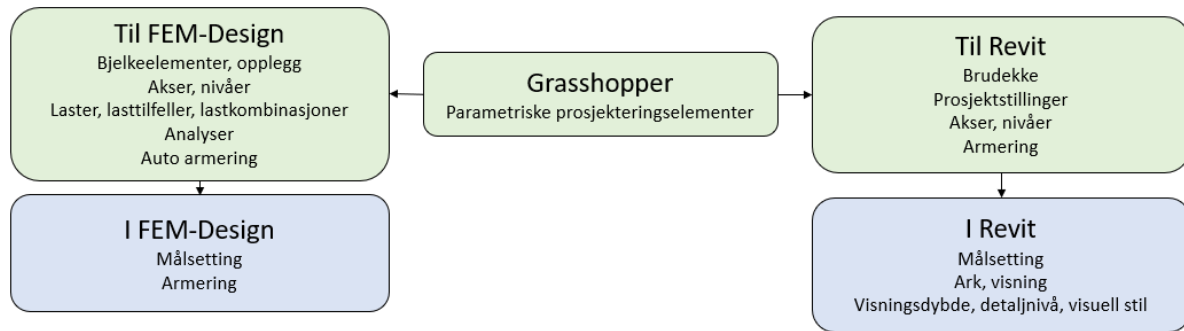 Til FEM-Design
Bjelkeelementer, opplegg
Akser, nivåer
Laster, lasttilfeller, lastkombinasjoner
Analyser
Auto armering
Grasshopper
Parametriske prosjekteringselementer
Til Revit
Brudekke
Prosjektstillinger
Akser, nivåer
Armering
I FEM-Design
Målsetting
Armering
I Revit
Målsetting
Ark, visning
Visningsdybde, detaljnivå, visuell stil